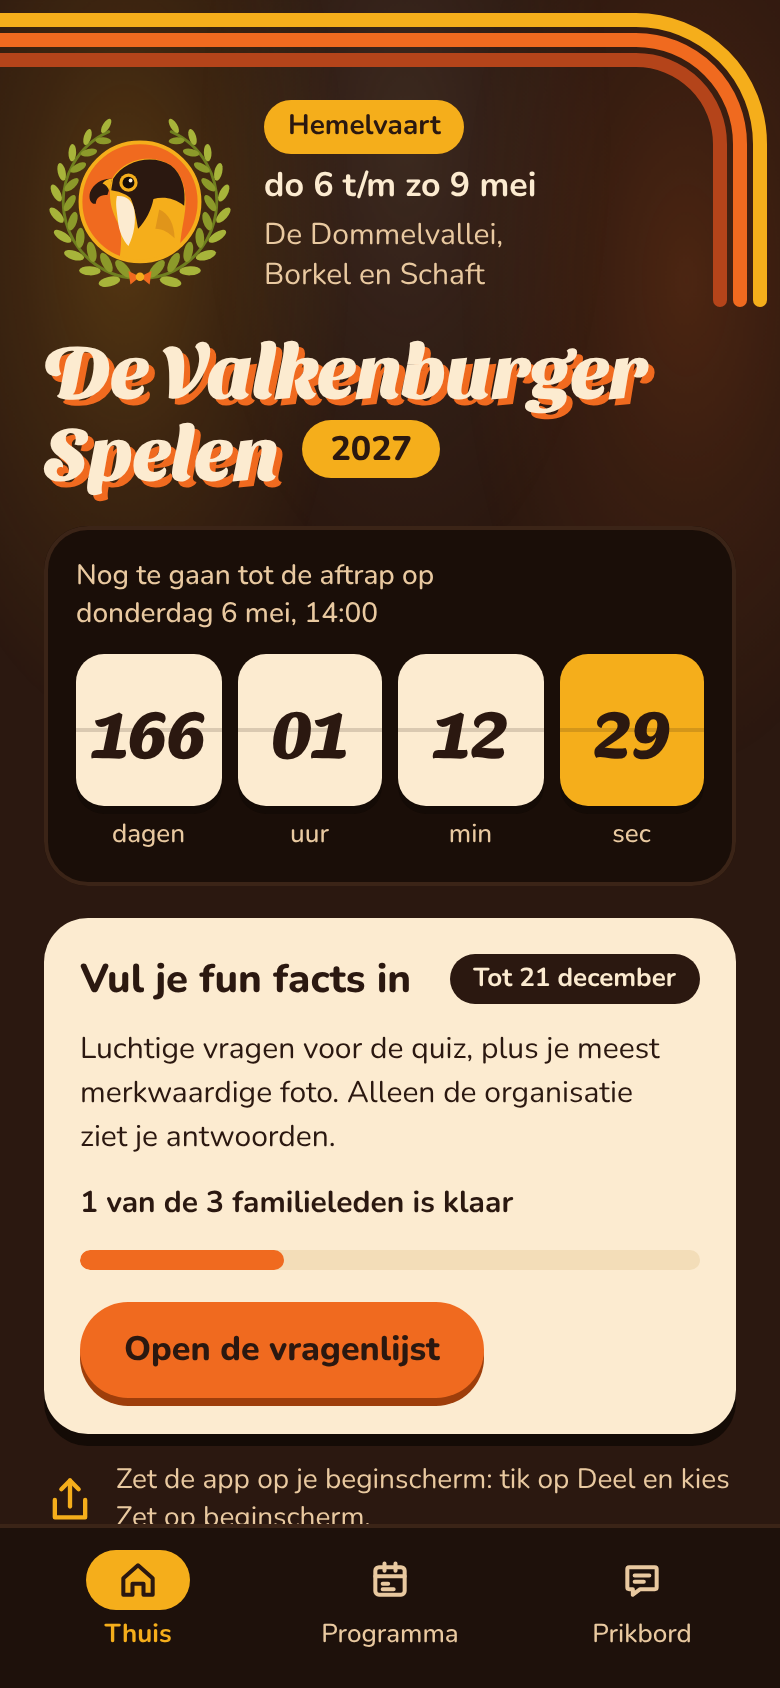 Hemelvaart
do 6 t/m zo 9 mei
De Dommelvallei,
Borkel en Schaft
De Valkenburger
Spelen 2027
Nog te gaan tot de aftrap op
donderdag 6 mei, 14:00
166 01 12 29
dagen uur min sec
Vul je fun facts in Tot 21 december
Luchtige vragen voor de quiz, plus je meest
merkwaardige foto. Alleen de organisatie
ziet je antwoorden.
1 van de 3 familieleden is klaar
Open de vragenlijst
Zet de app op je beginscherm: tik op Deel en kies
Zet op beginscherm.
Thuis Programma Prikbord